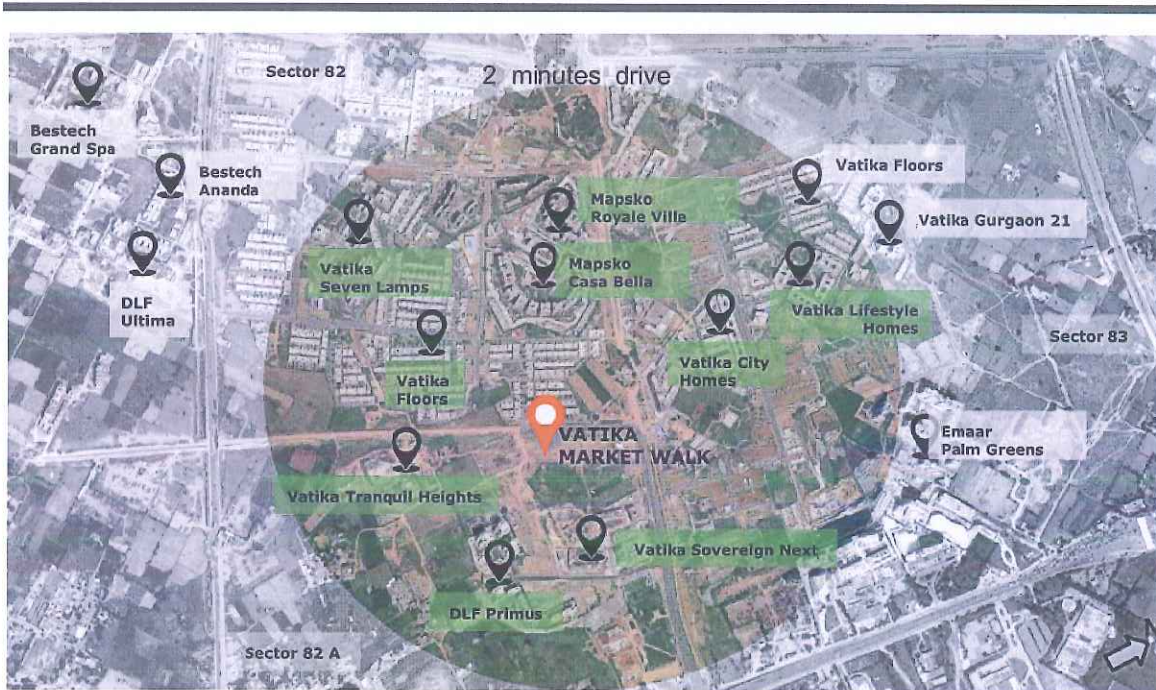 2 minutes drive
Sector 82
Bestech
Grand Spa
Bestech
Ananda
Vatika Floors
Mapsko
Royale Ville
Vatika Gurgaon 21
Vatika
Seven Lamps
Mapsko
Casa Bella
DLF
Ultima
Vatika Lifestyle
Homes
Sector 83
Vatika City
Homes
Vatika
Floors
VATIKA
MARKET WALK
Emaar
Palm Greens
Vatika Tranquil Heights
Vatika Sovereign Next
DLF Primus
Sector 82 A